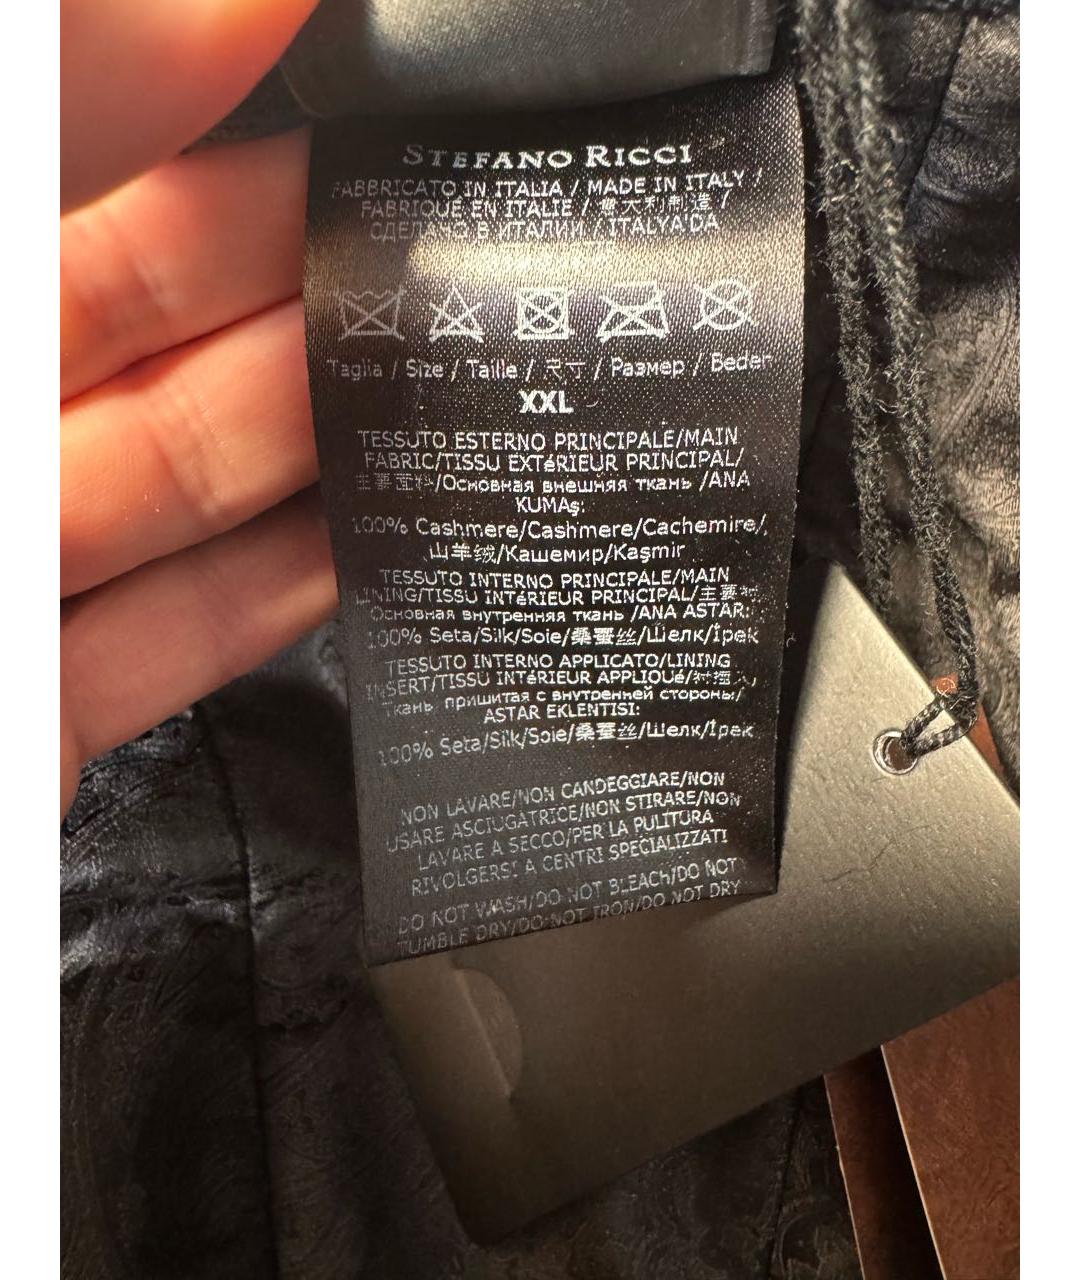 STEFANO RICCI
FABBRICATO IN ITALIA / MADE IN ITALY /
FABRIQUÉ EN ITALIE / 意大利制造 /
СДЕЛАНО В ИТАЛИИ / ITALYA'DA
Taglia / Size / Taille / 尺寸 / Размер / Beden
XXL
TESSUTO ESTERNO PRINCIPALE/MAIN
FABRIC/TISSU EXTéRIEUR PRINCIPAL/
主要面料/Основная внешняя ткань /ANA
KUMAş:
100% Cashmere/Cashmere/Cachemire/
山羊绒/Кашемир/Kaşmir
TESSUTO INTERNO PRINCIPALE/MAIN
LINING/TISSU INTéRIEUR PRINCIPAL/主要
Основная внутренняя ткань /ANA ASTAR:
100% Seta/Silk/Soie/桑蚕丝/Шелк/İpek
TESSUTO INTERNO APPLICATO/LINING
INSERT/TISSU INTéRIEUR APPLIQUé/
Ткань пришитая с внутренней стороны/
ASTAR EKLENTISI:
100% Seta/Silk/Soie/桑蚕丝/Шелк/İpek
NON LAVARE/NON CANDEGGIARE/NON
USARE ASCIUGATRICE/NON STIRARE/NON
LAVARE A SECCO/PER LA PULITURA
RIVOLGERSI A CENTRI SPECIALIZZATI
DO NOT WASH/DO NOT BLEACH/DO NOT
TUMBLE DRY/DO NOT IRON/DO NOT DRY